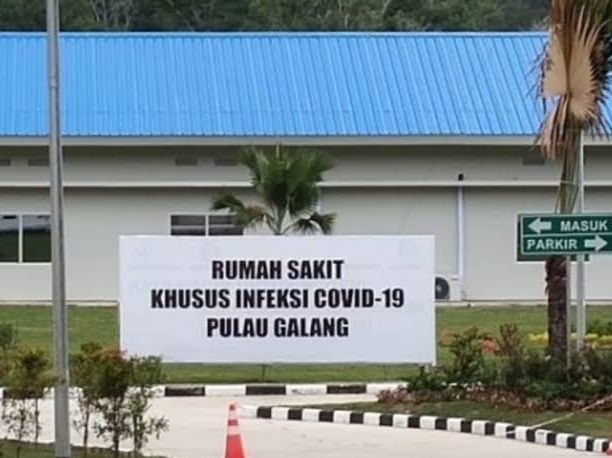 RUMAH SAKIT
KHUSUS INFEKSI COVID-19
PULAU GALANG
MASUK
PARKIR